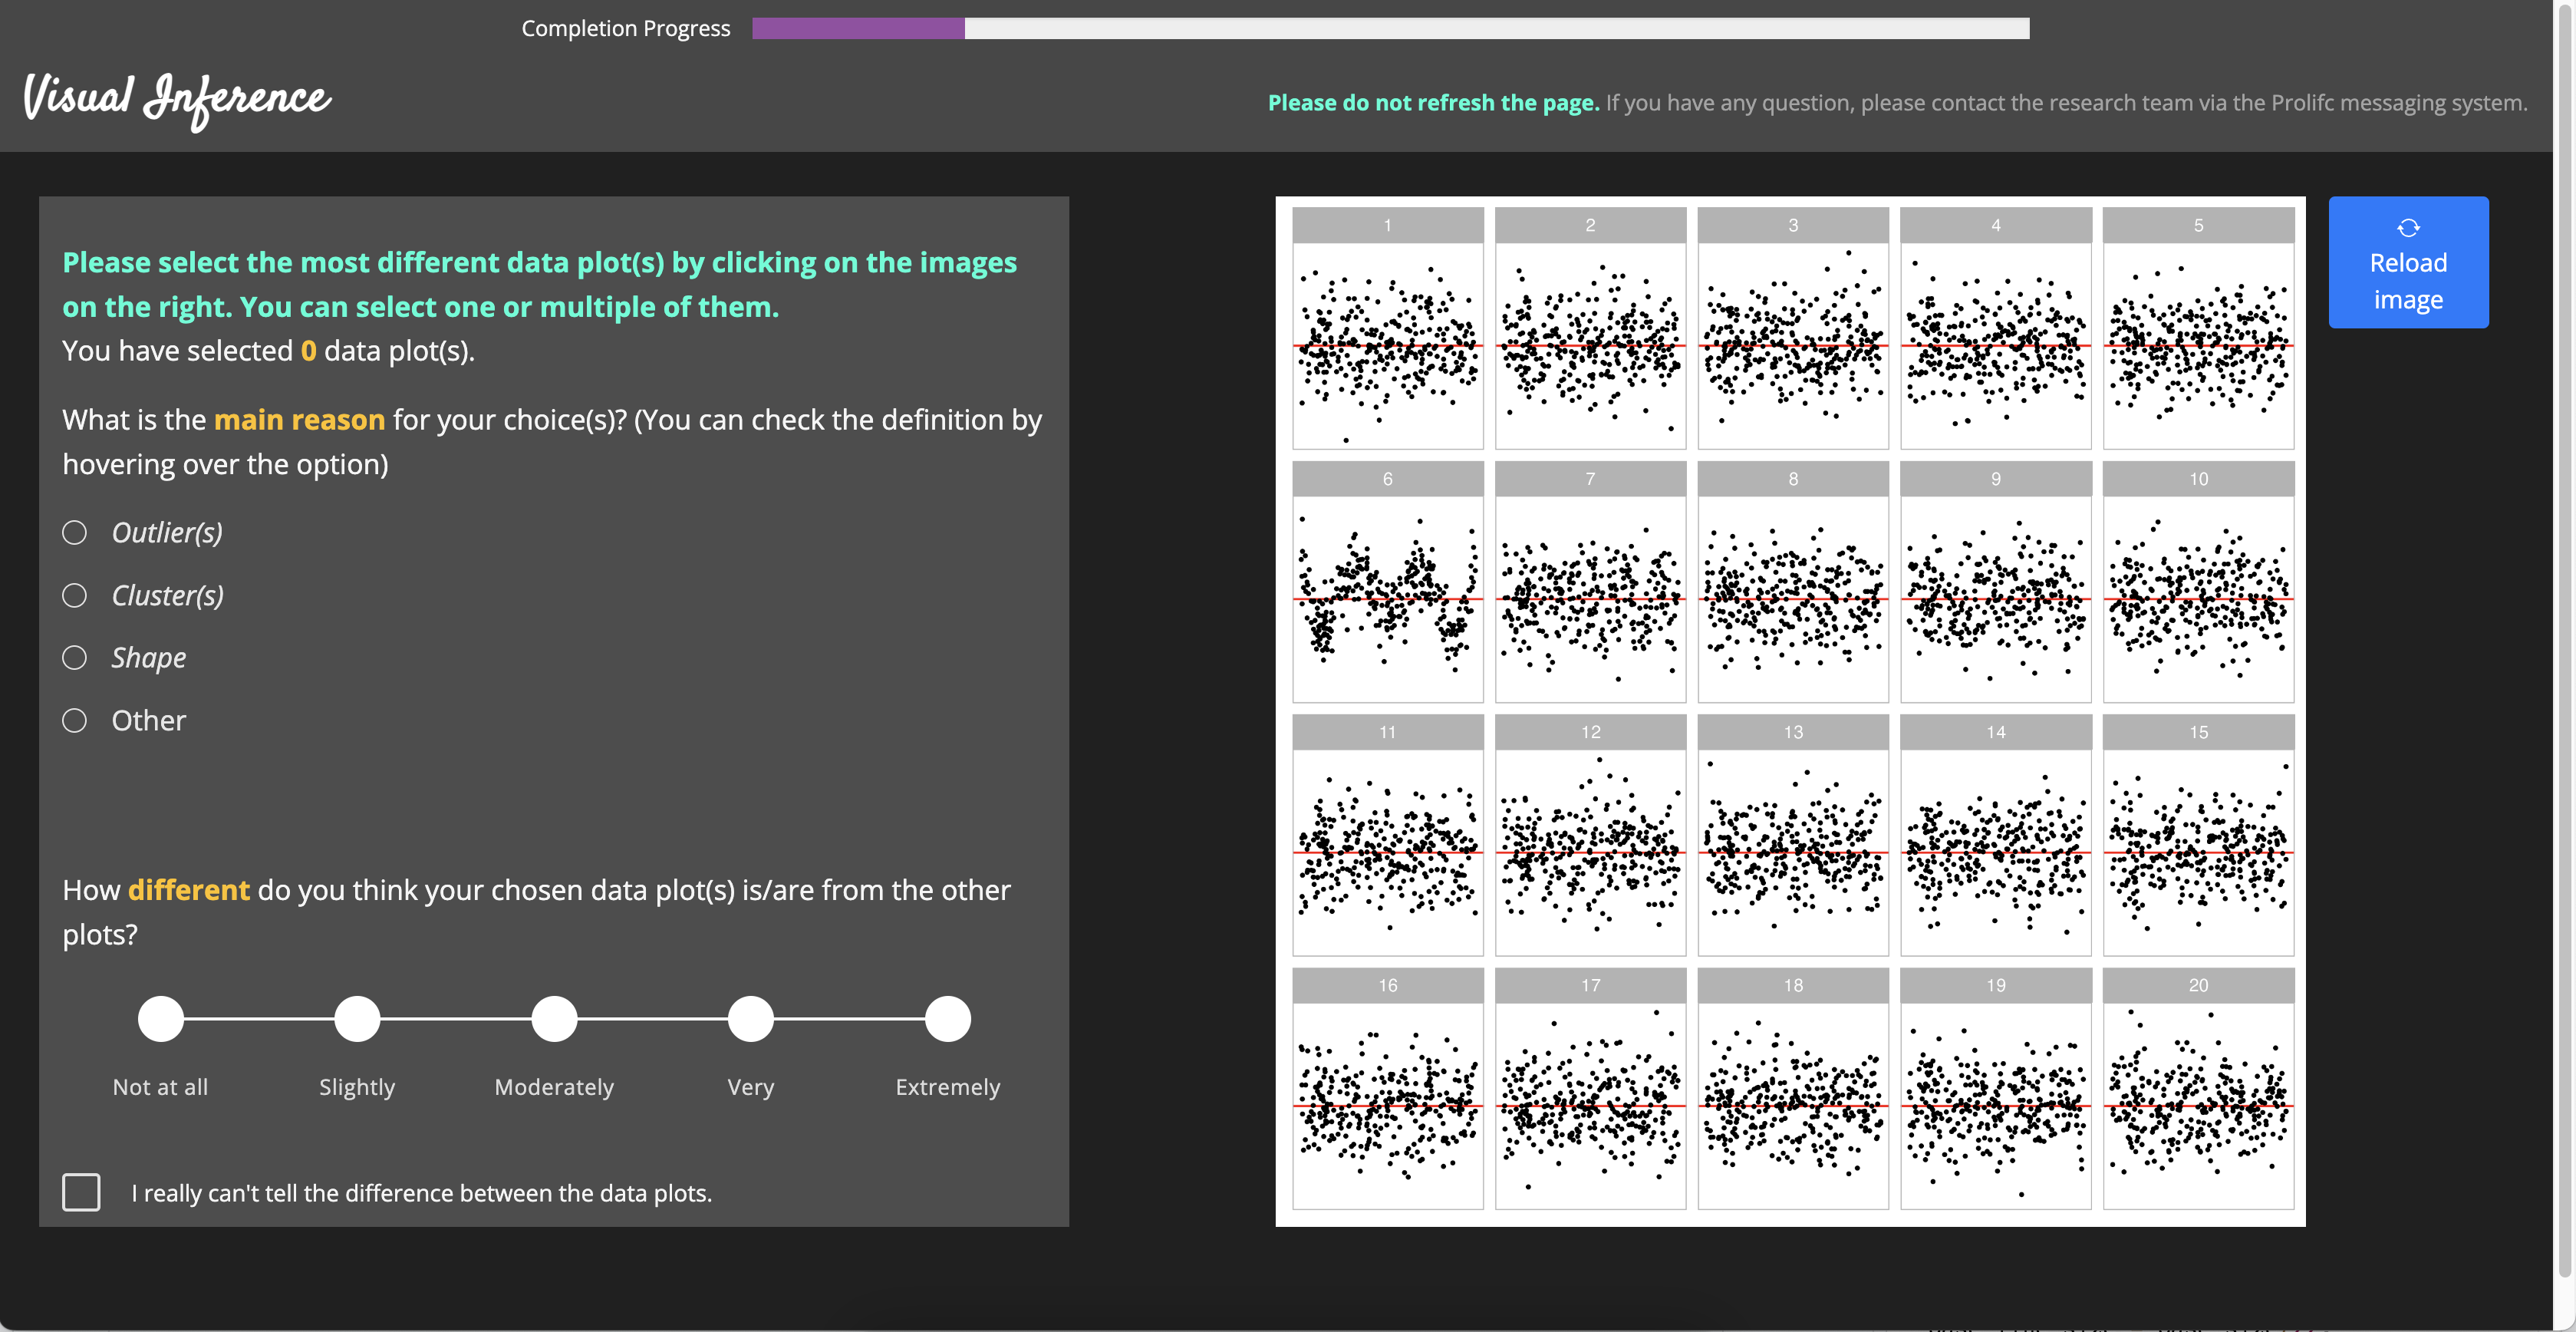 Completion Progress
Visual Inference
Please do not refresh the page. If you have any question, please contact the research team via the Prolifc messaging system.
Please select the most different data plot(s) by clicking on the images
on the right. You can select one or multiple of them.
You have selected 0 data plot(s).
What is the main reason for your choice(s)? (You can check the definition by
hovering over the option)
Outlier(s)
Cluster(s)
Shape
Other
How different do you think your chosen data plot(s) is/are from the other
plots?
Not at all Slightly Moderately Very Extremely
I really can't tell the difference between the data plots.
1 2 3 4 5
6 7 8 9 10
11 12 13 14 15
16 17 18 19 20
Reload
image